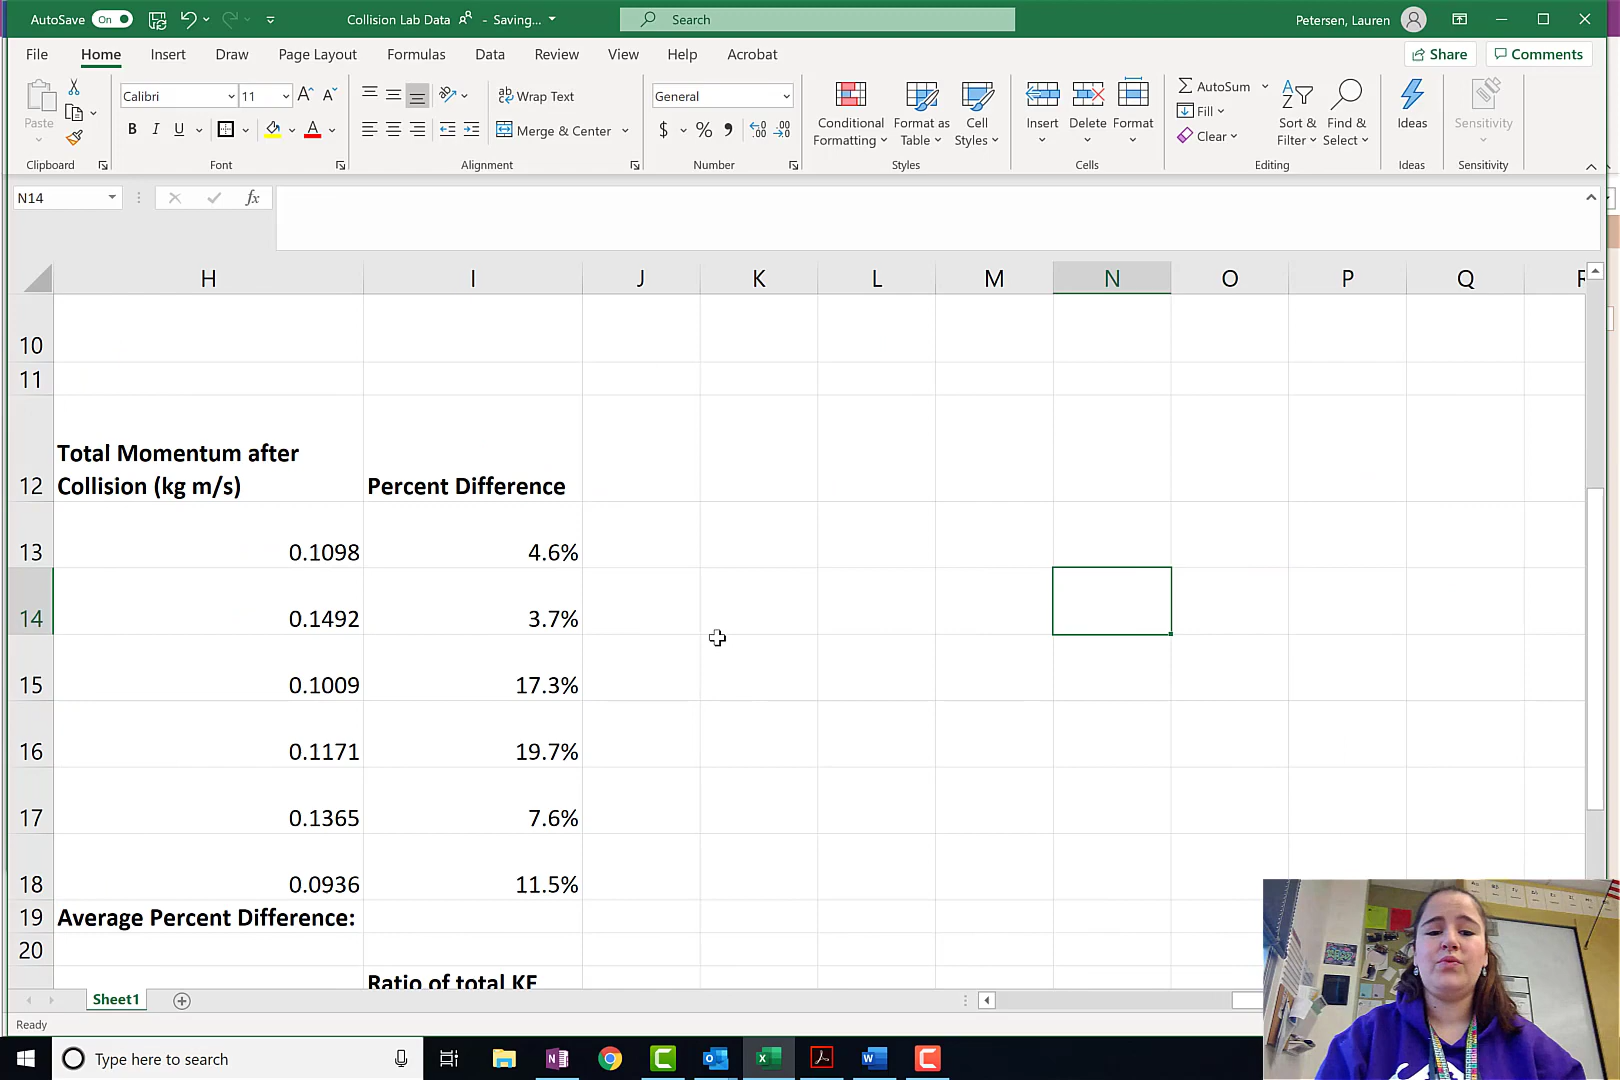 AutoSave On Collision Lab Data - Saving... Search Petersen, Lauren
File Home Insert Draw Page Layout Formulas Data Review View Help Acrobat Share Comments
Paste
Clipboard
Calibri 11
B I U
Font
Wrap Text
Merge & Center
Alignment
General
$ % ,
Number
Conditional Formatting
Format as Table
Cell Styles
Styles
Insert Delete Format
Cells
AutoSum
Fill
Clear
Sort & Filter
Find & Select
Editing
Ideas
Ideas
Sensitivity
Sensitivity
N14 fx
H I J K L M N O P Q R
10
11
12 Total Momentum after Collision (kg m/s) Percent Difference
13 0.1098 4.6%
14 0.1492 3.7%
15 0.1009 17.3%
16 0.1171 19.7%
17 0.1365 7.6%
18 0.0936 11.5%
19 Average Percent Difference:
20
Ratio of total KE
Sheet1
Ready
Type here to search